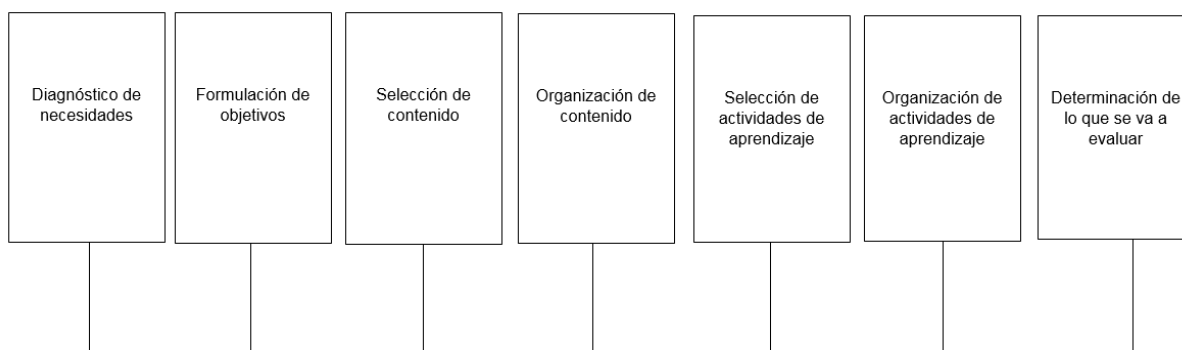 Diagnóstico de
necesidades
Formulación de
objetivos
Selección de
contenido
Organización de
contenido
Selección de
actividades de
aprendizaje
Organización de
actividades de
aprendizaje
Determinación de
lo que se va a
evaluar